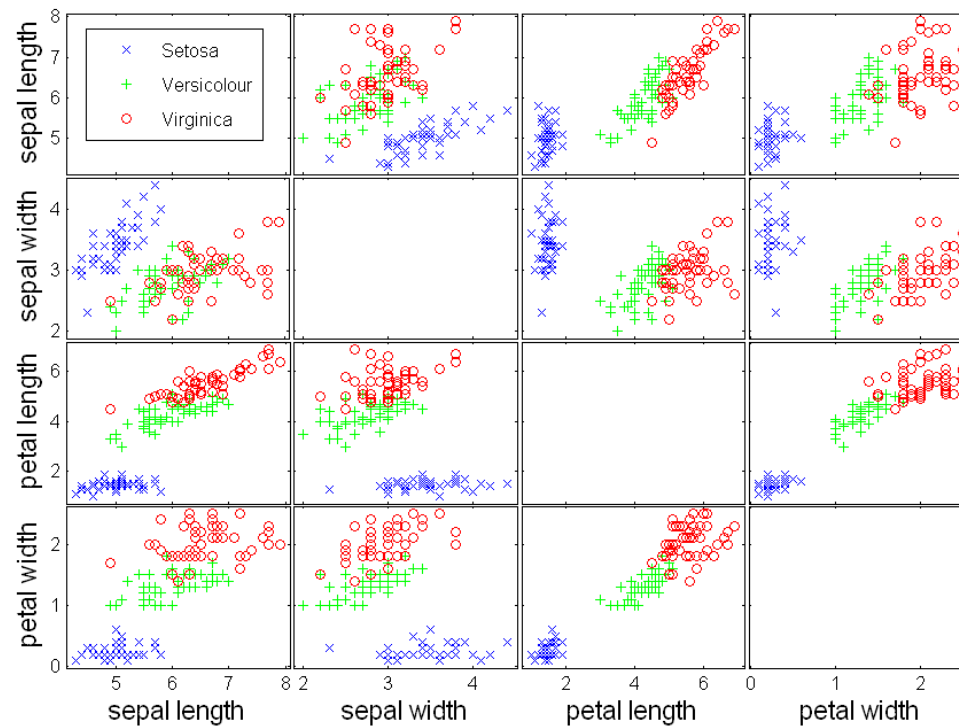 sepal length
8
7
6
5
Setosa
Versicolour
Virginica
sepal width
4
3
2
petal length
6
4
2
petal width
2
1
0
5 6 7 8
3 4
2 4 6
0 1 2
sepal length sepal width petal length petal width